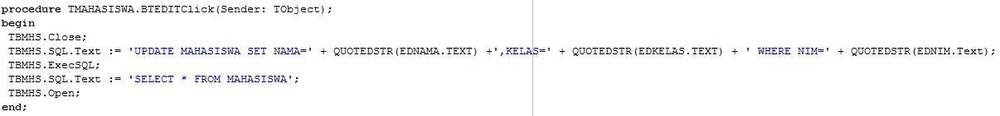 procedure TMAHASISWA.BTEDITClick(Sender: TObject);
begin
TBMHS.Close;
TBMHS.SQL.Text := 'UPDATE MAHASISWA SET NAMA=' + QUOTEDSTR(EDNAMA.TEXT) +',KELAS=' + QUOTEDSTR(EDKELAS.TEXT) + ' WHERE NIM=' + QUOTEDSTR(EDNIM.Text);
TBMHS.ExecSQL;
TBMHS.SQL.Text := 'SELECT * FROM MAHASISWA';
TBMHS.Open;
end;